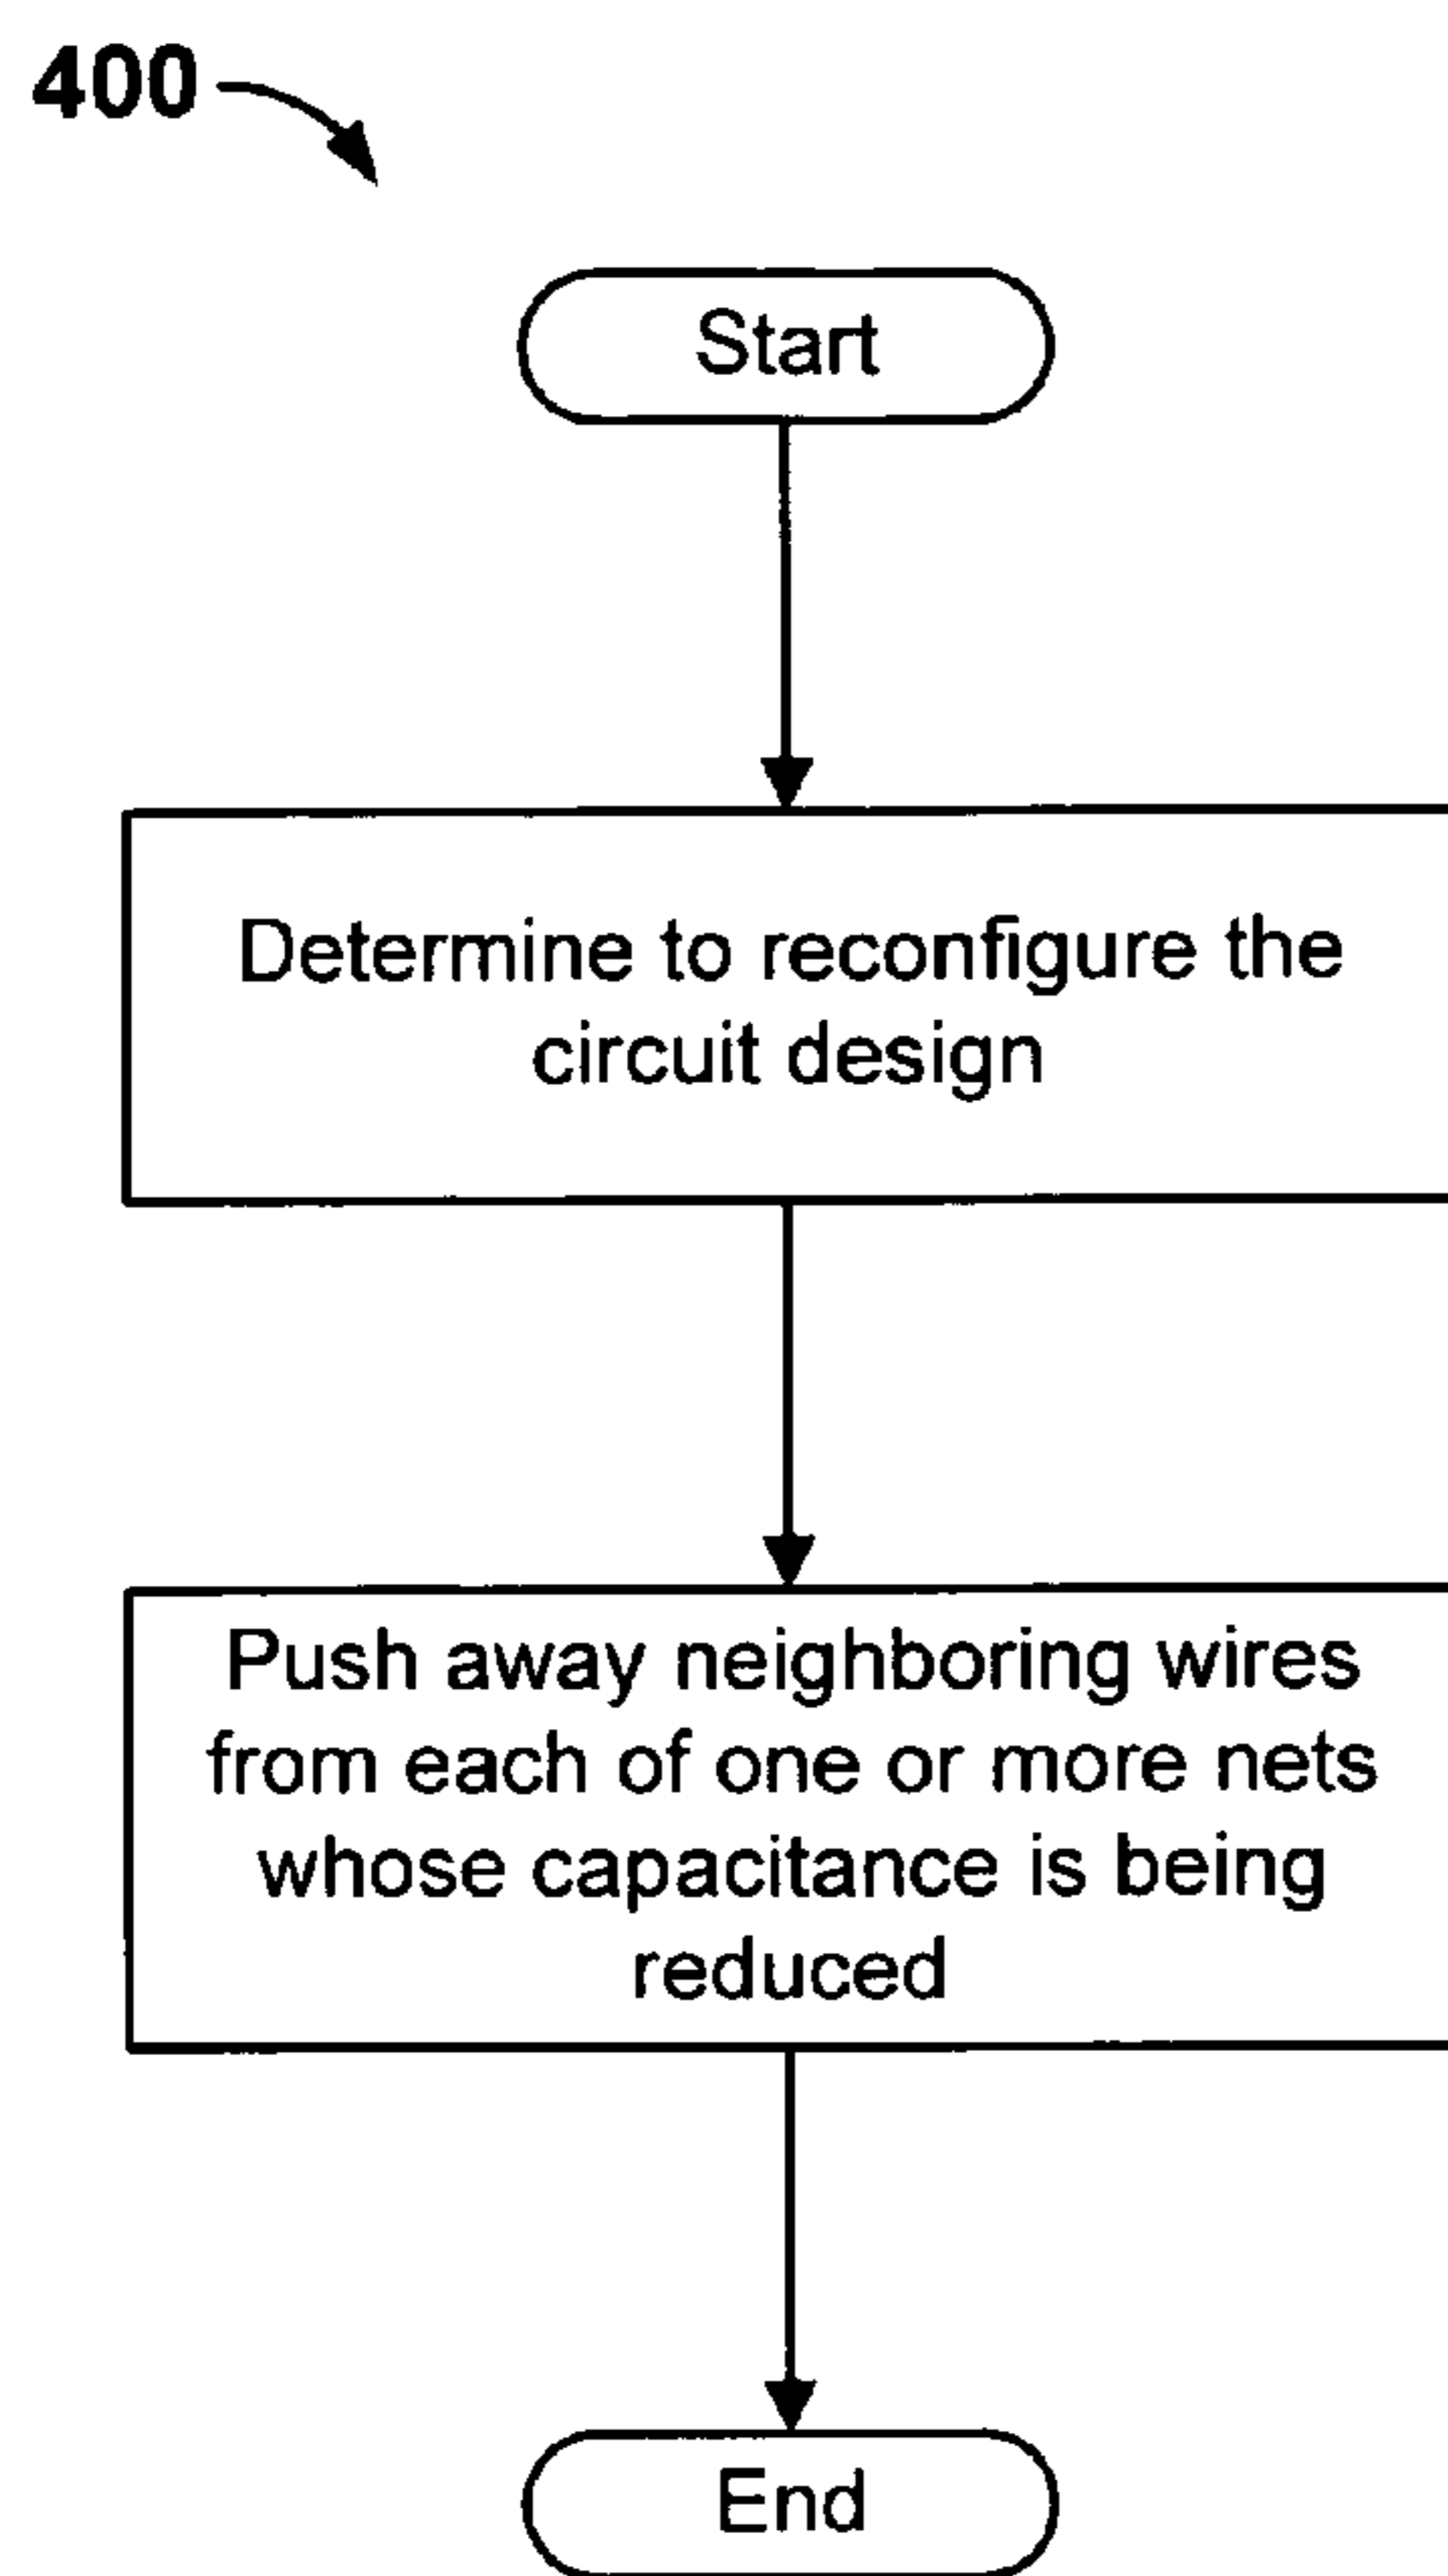 400
Start
Determine to reconfigure the
circuit design
Push away neighboring wires
from each of one or more nets
whose capacitance is being
reduced
End